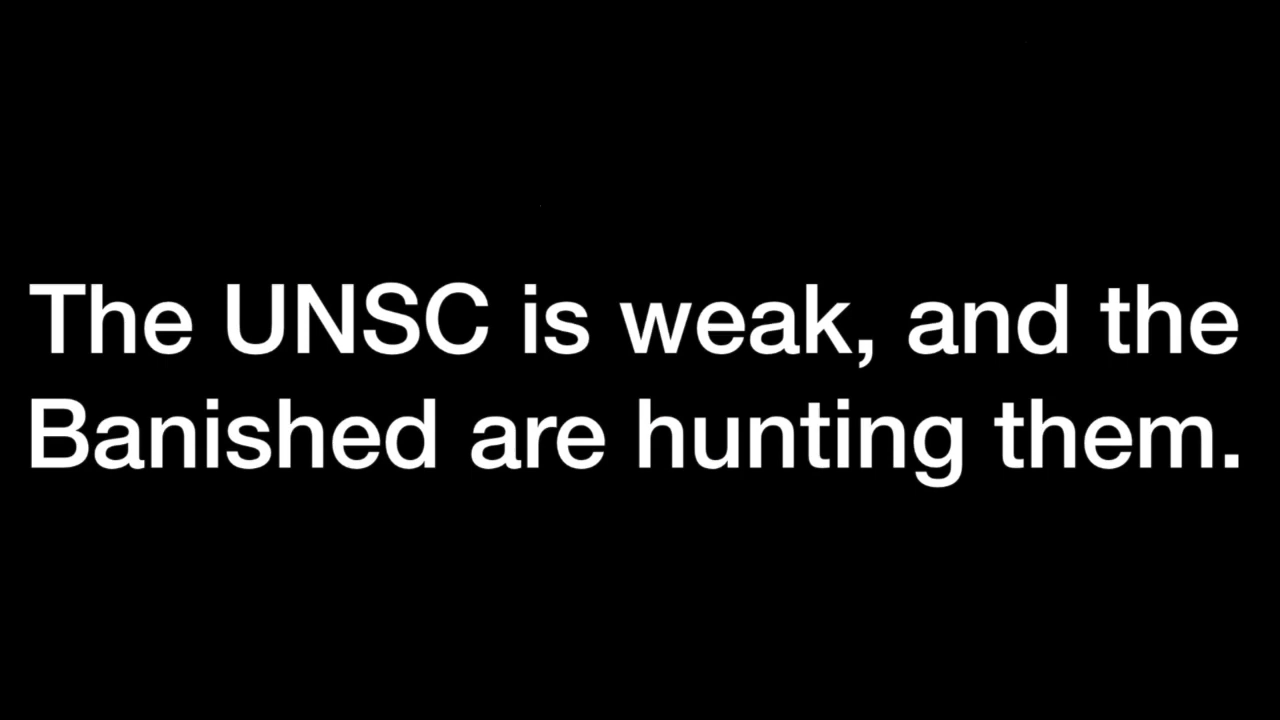 The UNSC is weak, and the
Banished are hunting them.